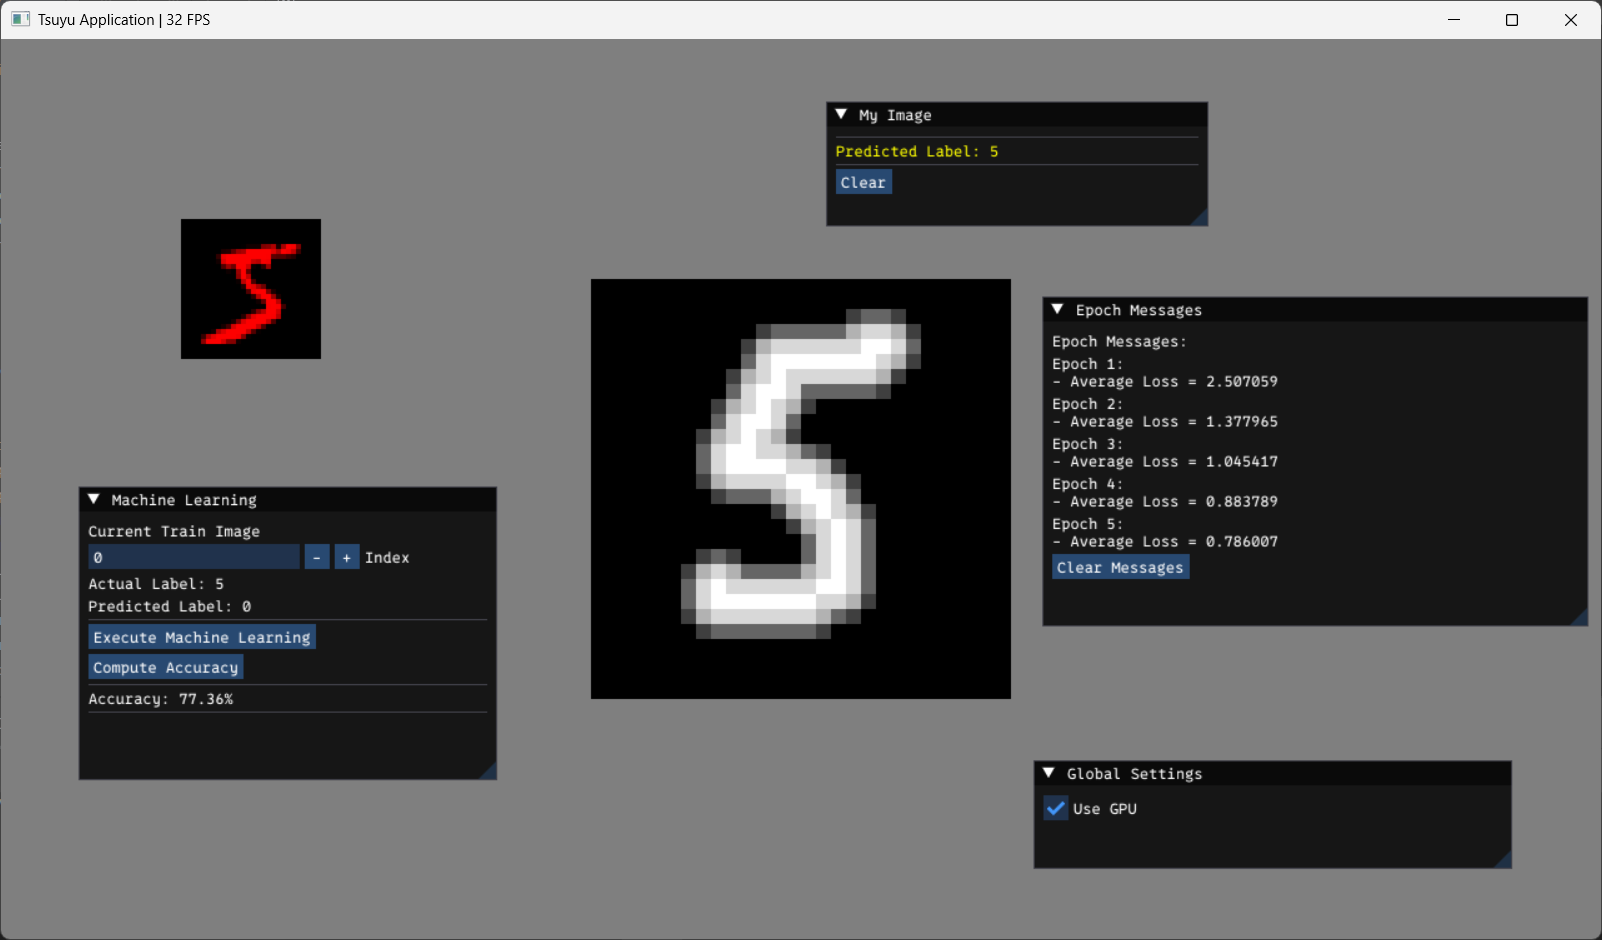 Tsuyu Application | 32 FPS
My Image
Predicted Label: 5
Clear
5
5
Epoch Messages
Epoch Messages:
Epoch 1:
- Average Loss = 2.507059
Epoch 2:
- Average Loss = 1.377965
Epoch 3:
- Average Loss = 1.045417
Epoch 4:
- Average Loss = 0.883789
Epoch 5:
- Average Loss = 0.786007
Clear Messages
Machine Learning
Current Train Image
0 - + Index
Actual Label: 5
Predicted Label: 0
Execute Machine Learning
Compute Accuracy
Accuracy: 77.36%
Global Settings
Use GPU